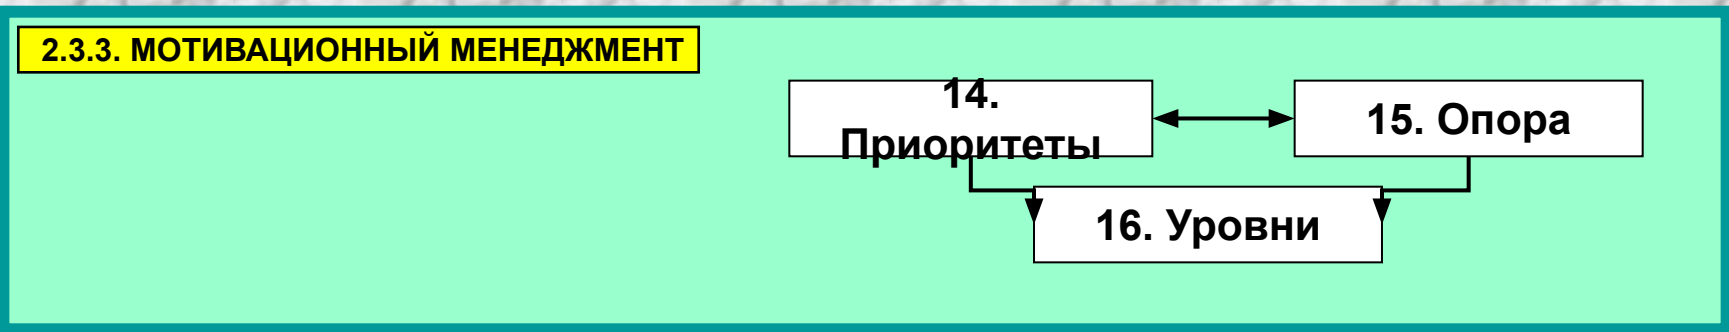 2.3.3. МОТИВАЦИОННЫЙ МЕНЕДЖМЕНТ
14.
Приоритеты
15. Опора
16. Уровни